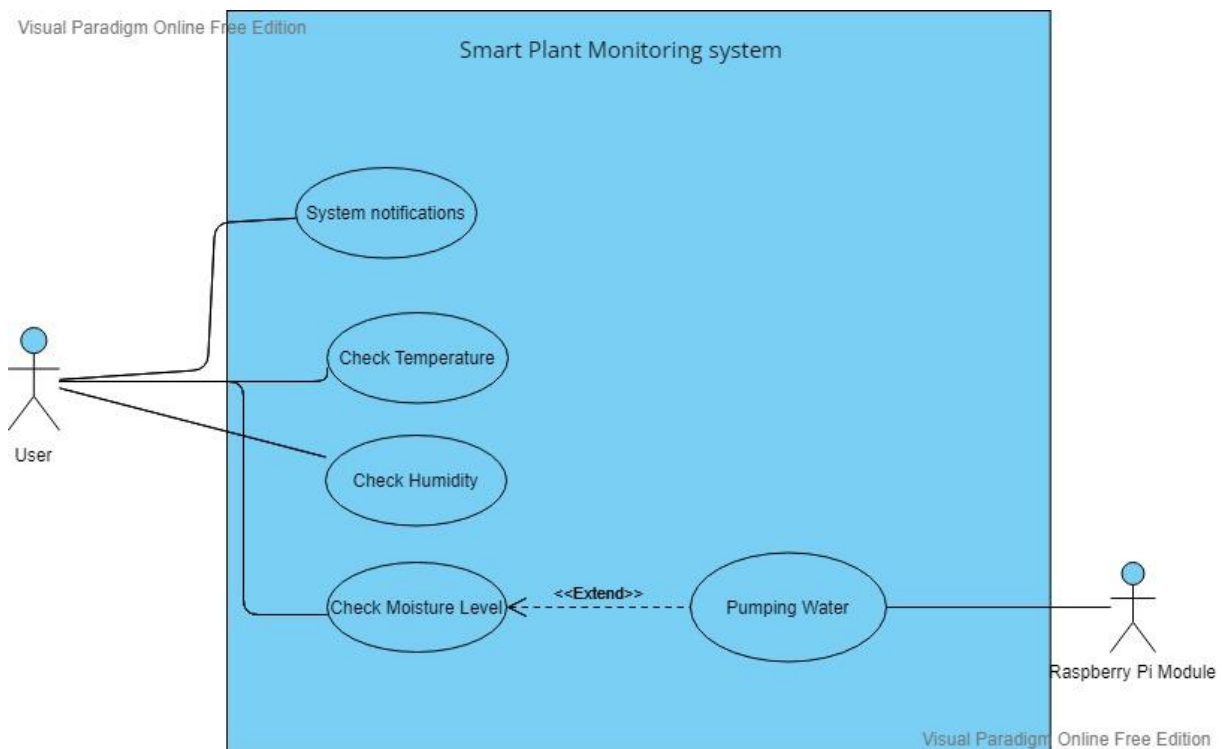 Visual Paradigm Online Free Edition
Smart Plant Monitoring system
System notifications
Check Temperature
User
Check Humidity
Check Moisture Level
<<Extend>>
Pumping Water
Raspberry Pi Module
Visual Paradigm Online Free Edition